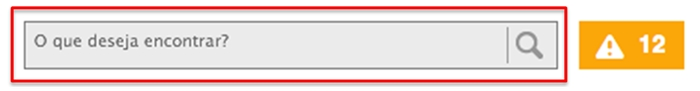 O que deseja encontrar? 12